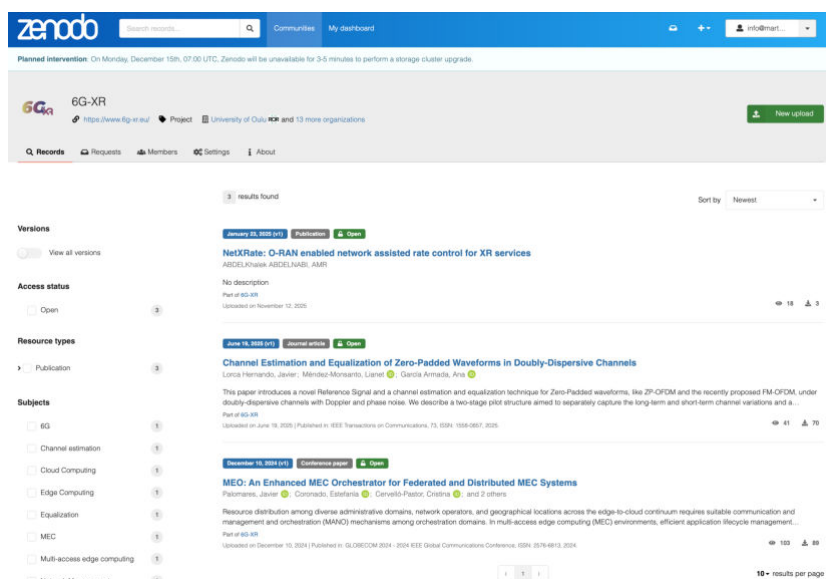 zenodo
Search records...
Communities
My dashboard
info@mart...
Planned intervention: On Monday, December 15th, 07:00 UTC, Zenodo will be unavailable for 3-5 minutes to perform a storage cluster upgrade.
6G-XR
https://www.6g-xr.eu/ Project University of Oulu ROR and 13 more organizations
New upload
Records Requests Members Settings About
3 results found
Sort by Newest
Versions
View all versions
Access status
Open 3
Resource types
Publication 3
Subjects
6G 1
Channel estimation 1
Cloud Computing 1
Edge Computing 1
Equalization 1
MEC 1
Multi-access edge computing 1
January 23, 2025 (v1) Publication Open
NetXRate: O-RAN enabled network assisted rate control for XR services
ABDELKhalek ABDELNABI, AMR
No description
Part of 6G-XR
Uploaded on November 12, 2025
18 3
June 18, 2025 (v1) Journal article Open
Channel Estimation and Equalization of Zero-Padded Waveforms in Doubly-Dispersive Channels
Lorca Hernando, Javier; Méndez-Monsanto, Lianet; García Armada, Ana
This paper introduces a novel Reference Signal and a channel estimation and equalization technique for Zero-Padded waveforms, like ZP-OFDM and the recently proposed FM-OFDM, under
doubly-dispersive channels with Doppler and phase noise. We describe a two-stage pilot structure aimed to separately capture the long-term and short-term channel variations and a...
Part of 6G-XR
Uploaded on June 18, 2025 | Published in: IEEE Transactions on Communications, 73, ISSN: 1558-0857, 2025.
41 70
December 10, 2024 (v1) Conference paper Open
MEO: An Enhanced MEC Orchestrator for Federated and Distributed MEC Systems
Palomares, Javier; Coronado, Estefania; Cervelló-Pastor, Cristina; and 2 others
Resource distribution among diverse administrative domains, network operators, and geographical locations across the edge-to-cloud continuum requires suitable communication and
management and orchestration (MANO) mechanisms among orchestration domains. In multi-access edge computing (MEC) environments, efficient application lifecycle management...
Part of 6G-XR
Uploaded on December 10, 2024 | Published in: GLOBECOM 2024 - 2024 IEEE Global Communications Conference, ISSN: 2576-6813, 2024.
103 89
1
10 results per page